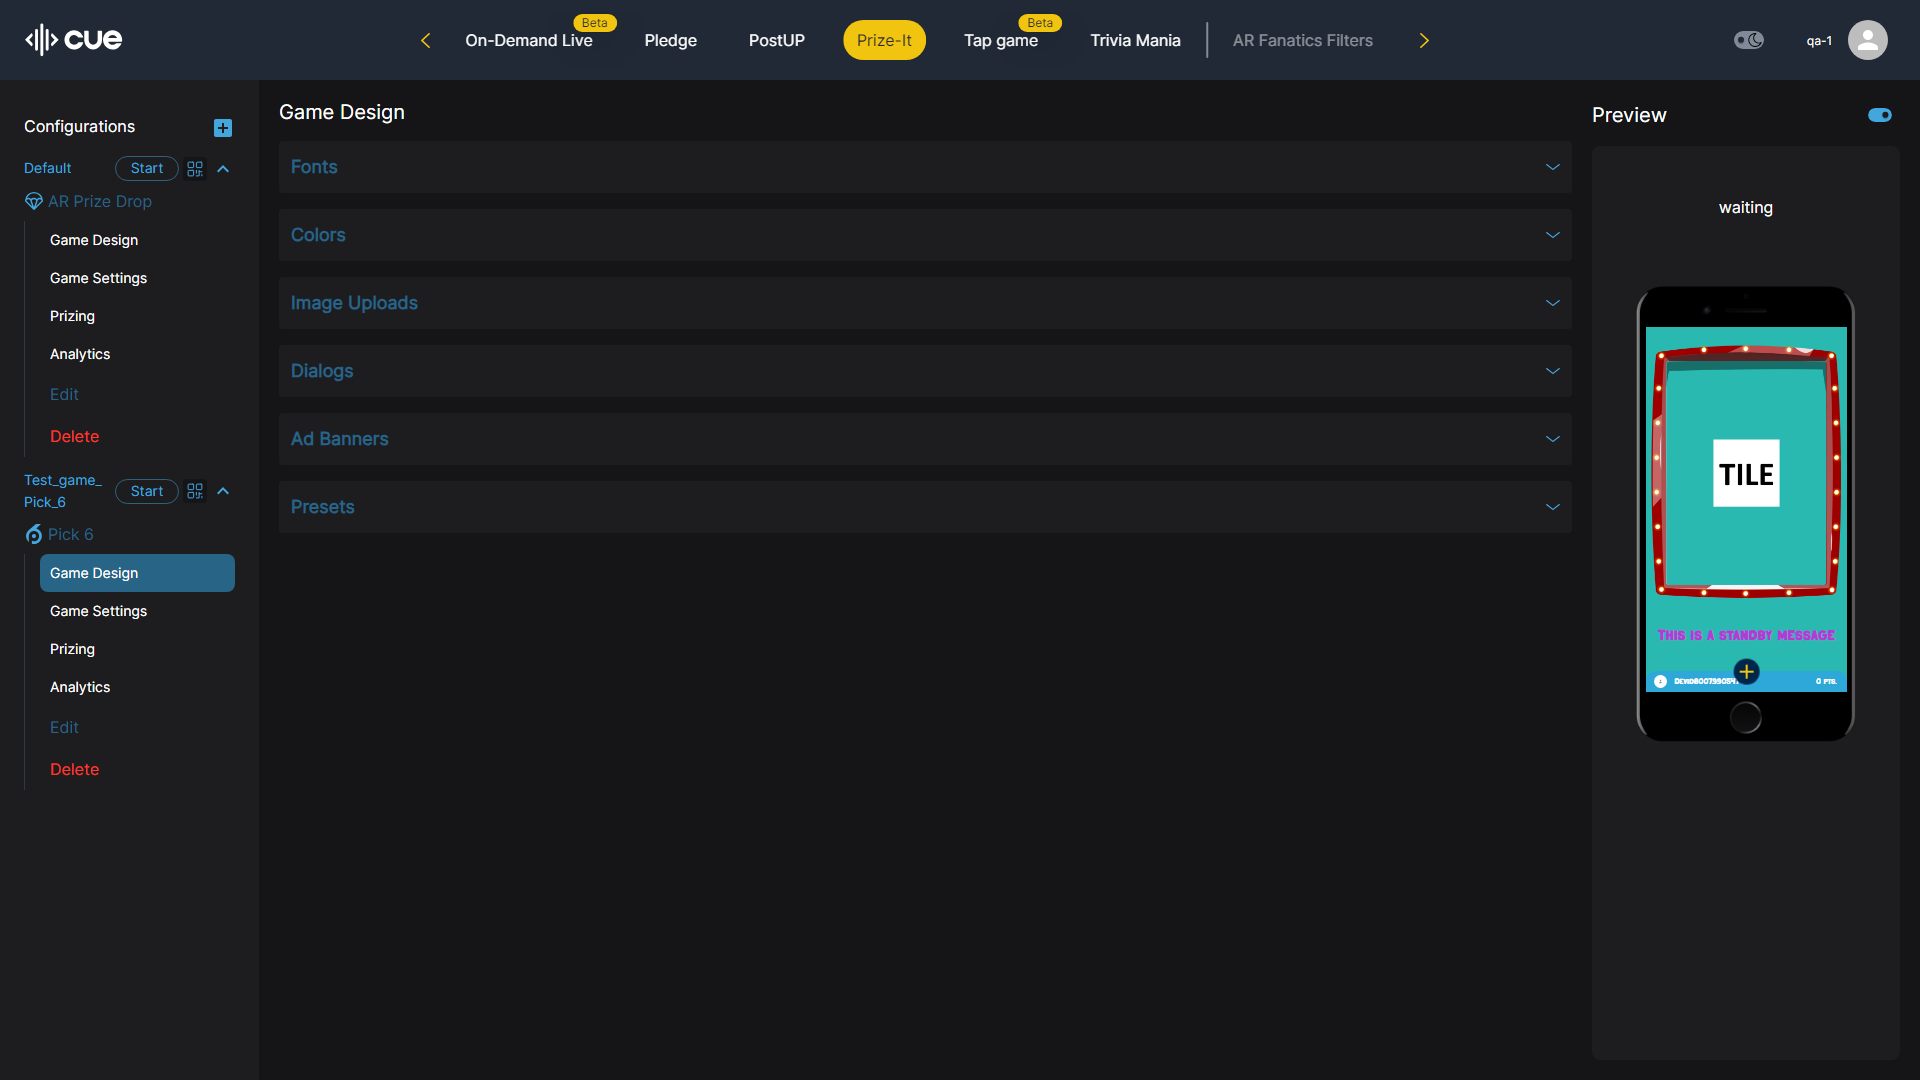 cue
On-Demand Live
Beta
Pledge
PostUP
Prize-It
Tap game
Beta
Trivia Mania
AR Fanatics Filters
qa-1
Configurations
Default
Start
AR Prize Drop
Game Design
Game Settings
Prizing
Analytics
Edit
Delete
Test_game_
Pick_6
Start
Pick 6
Game Design
Game Settings
Prizing
Analytics
Edit
Delete
Game Design
Fonts
Colors
Image Uploads
Dialogs
Ad Banners
Presets
Preview
waiting
TILE
THIS IS A STANDBY MESSAGE
0 PTS.